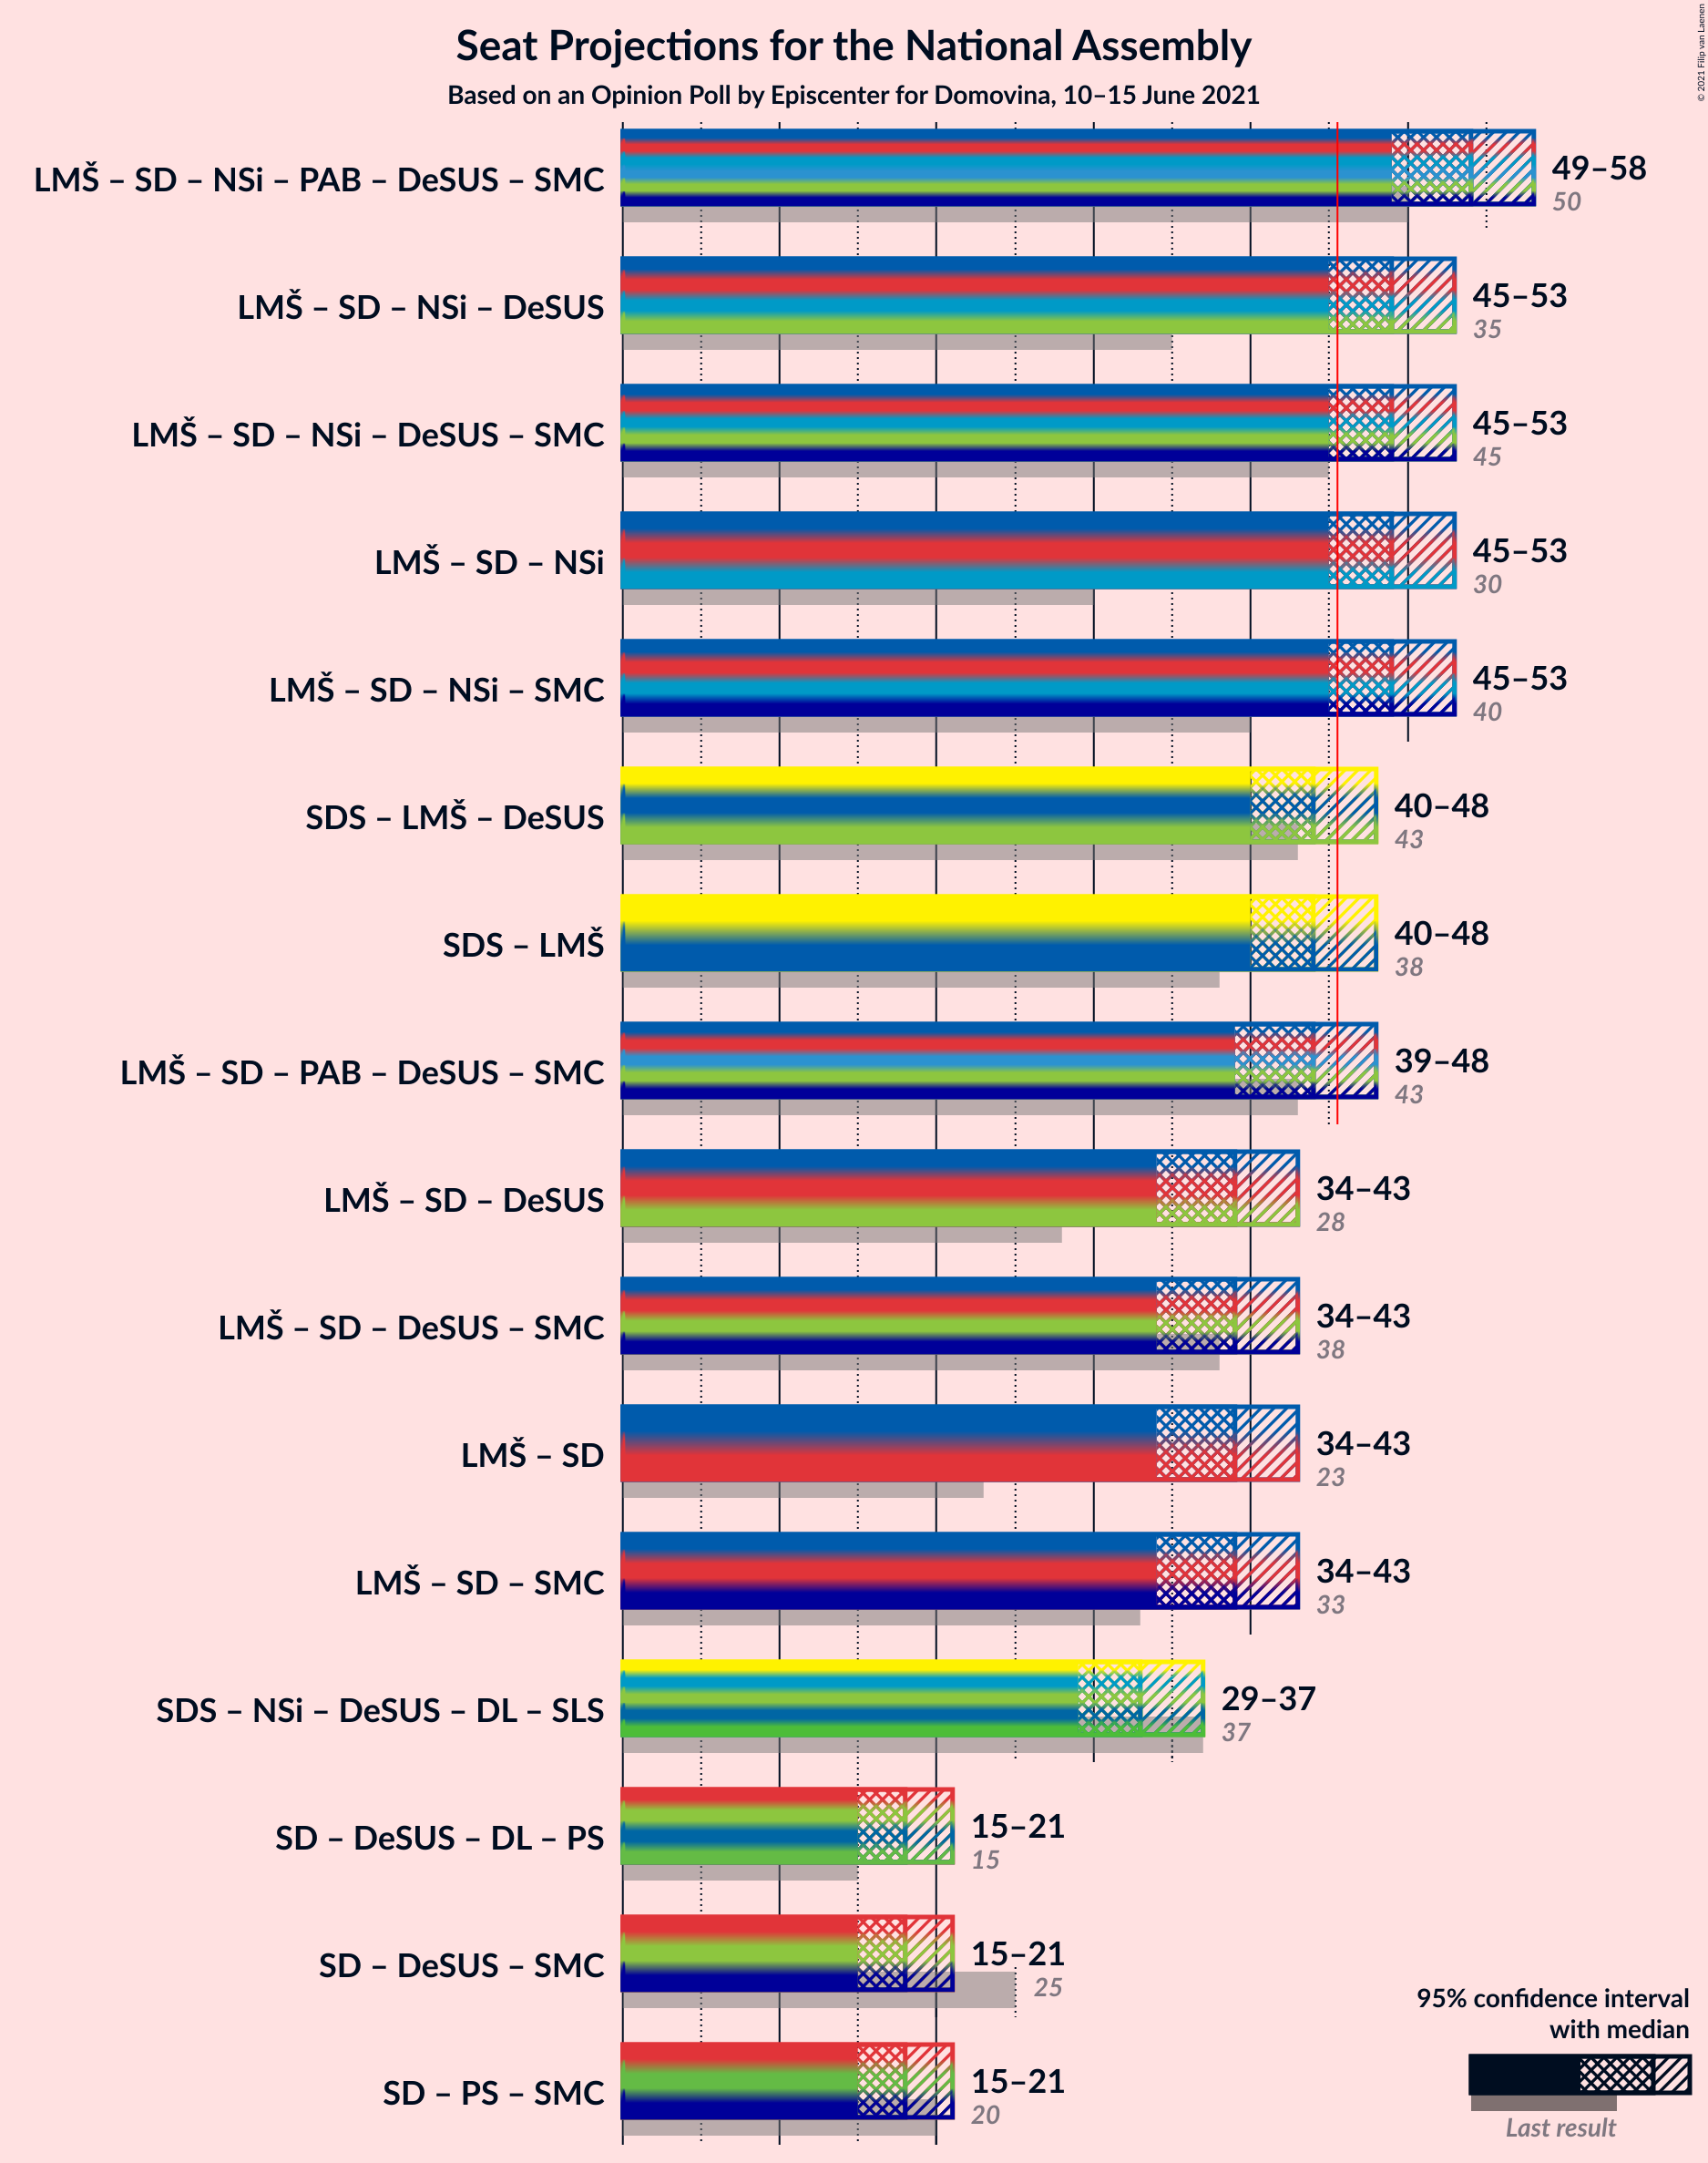 Seat Projections for the National Assembly
Based on an Opinion Poll by Episcenter for Domovina, 10–15 June 2021
© 2021 Filip van Laenen
LMŠ – SD – NSi – PAB – DeSUS – SMC
49–58
50
LMŠ – SD – NSi – DeSUS
45–53
35
LMŠ – SD – NSi – DeSUS – SMC
45–53
45
LMŠ – SD – NSi
45–53
30
LMŠ – SD – NSi – SMC
45–53
40
SDS – LMŠ – DeSUS
40–48
43
SDS – LMŠ
40–48
38
LMŠ – SD – PAB – DeSUS – SMC
39–48
43
LMŠ – SD – DeSUS
34–43
28
LMŠ – SD – DeSUS – SMC
34–43
38
LMŠ – SD
34–43
23
LMŠ – SD – SMC
34–43
33
SDS – NSi – DeSUS – DL – SLS
29–37
37
SD – DeSUS – DL – PS
15–21
15
SD – DeSUS – SMC
15–21
25
SD – PS – SMC
15–21
20
95% confidence interval
with median
Last result